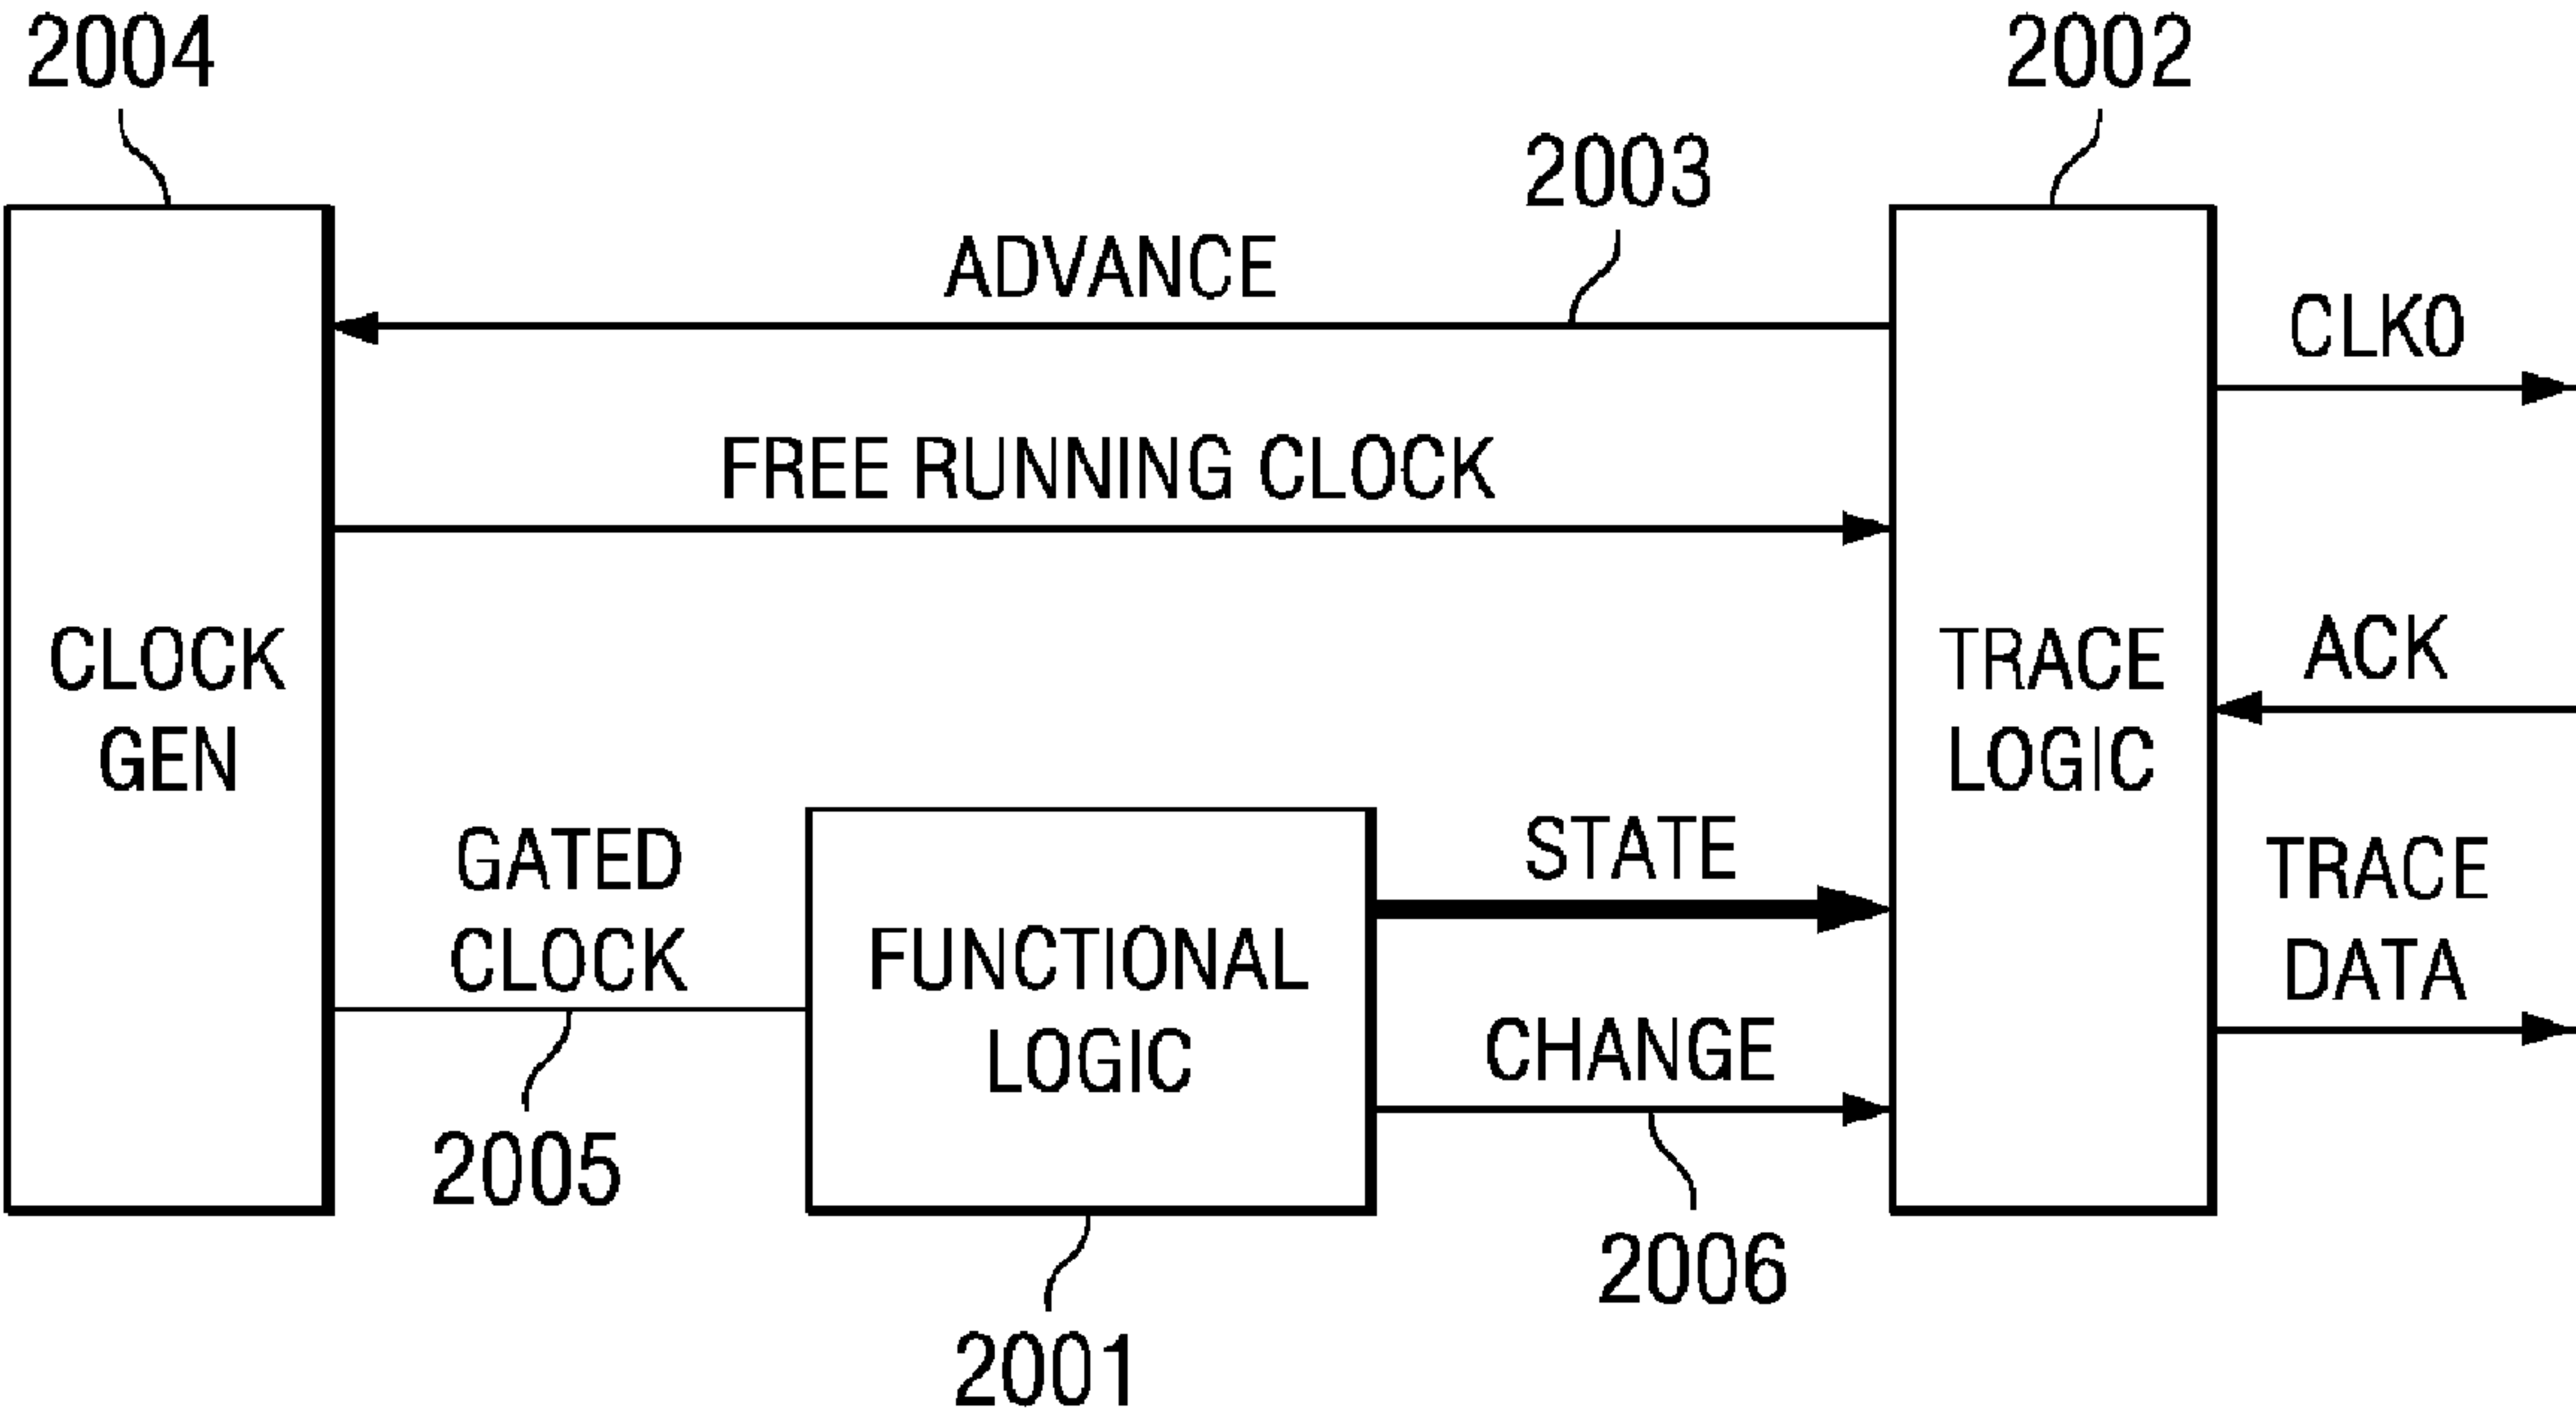 2004
2002
2003
ADVANCE
CLK0
FREE RUNNING CLOCK
CLOCK
GEN
TRACE
LOGIC
ACK
GATED
CLOCK
STATE
TRACE
DATA
FUNCTIONAL
LOGIC
CHANGE
2005
2006
2001